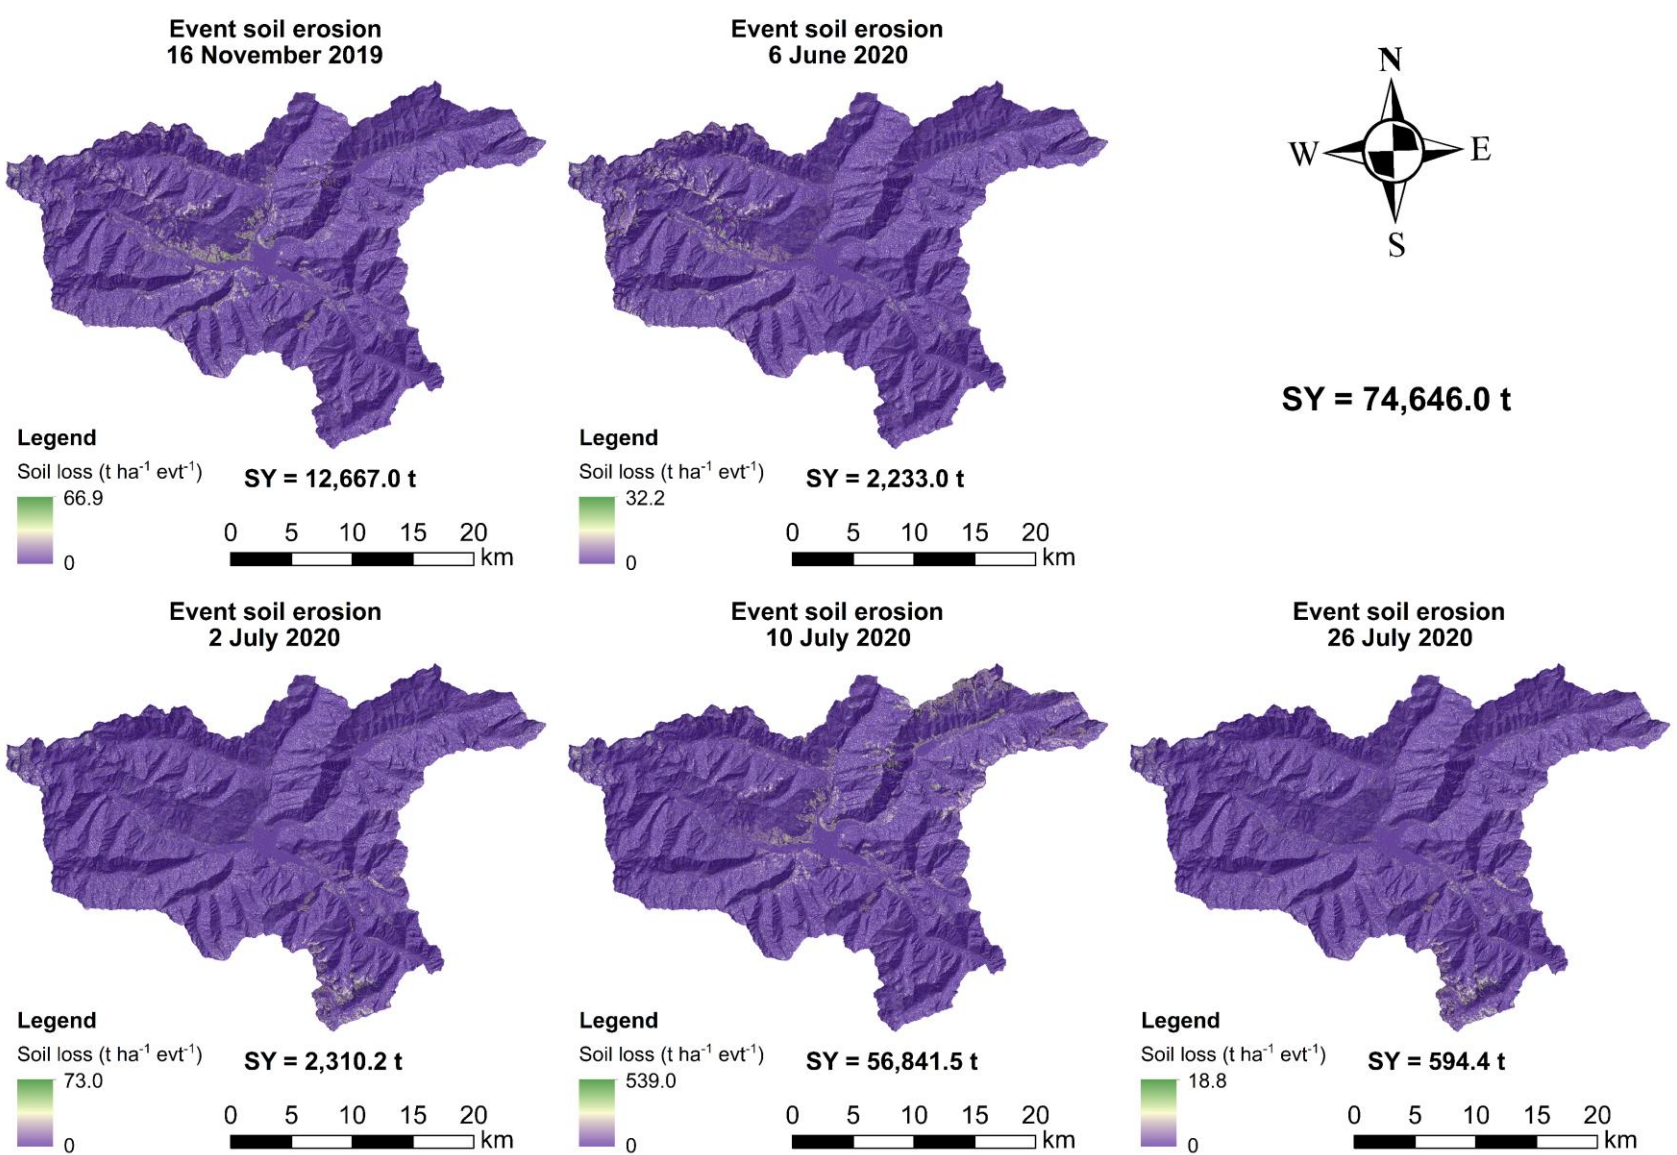 Event soil erosion
16 November 2019
Legend
Soil loss (t ha⁻¹ evt⁻¹)
66.9
0
SY = 12,667.0 t
0 5 10 15 20
km
Event soil erosion
6 June 2020
Legend
Soil loss (t ha⁻¹ evt⁻¹)
32.2
0
SY = 2,233.0 t
0 5 10 15 20
km
N
W E
S
SY = 74,646.0 t
Event soil erosion
2 July 2020
Legend
Soil loss (t ha⁻¹ evt⁻¹)
73.0
0
SY = 2,310.2 t
0 5 10 15 20
km
Event soil erosion
10 July 2020
Legend
Soil loss (t ha⁻¹ evt⁻¹)
539.0
0
SY = 56,841.5 t
0 5 10 15 20
km
Event soil erosion
26 July 2020
Legend
Soil loss (t ha⁻¹ evt⁻¹)
18.8
0
SY = 594.4 t
0 5 10 15 20
km